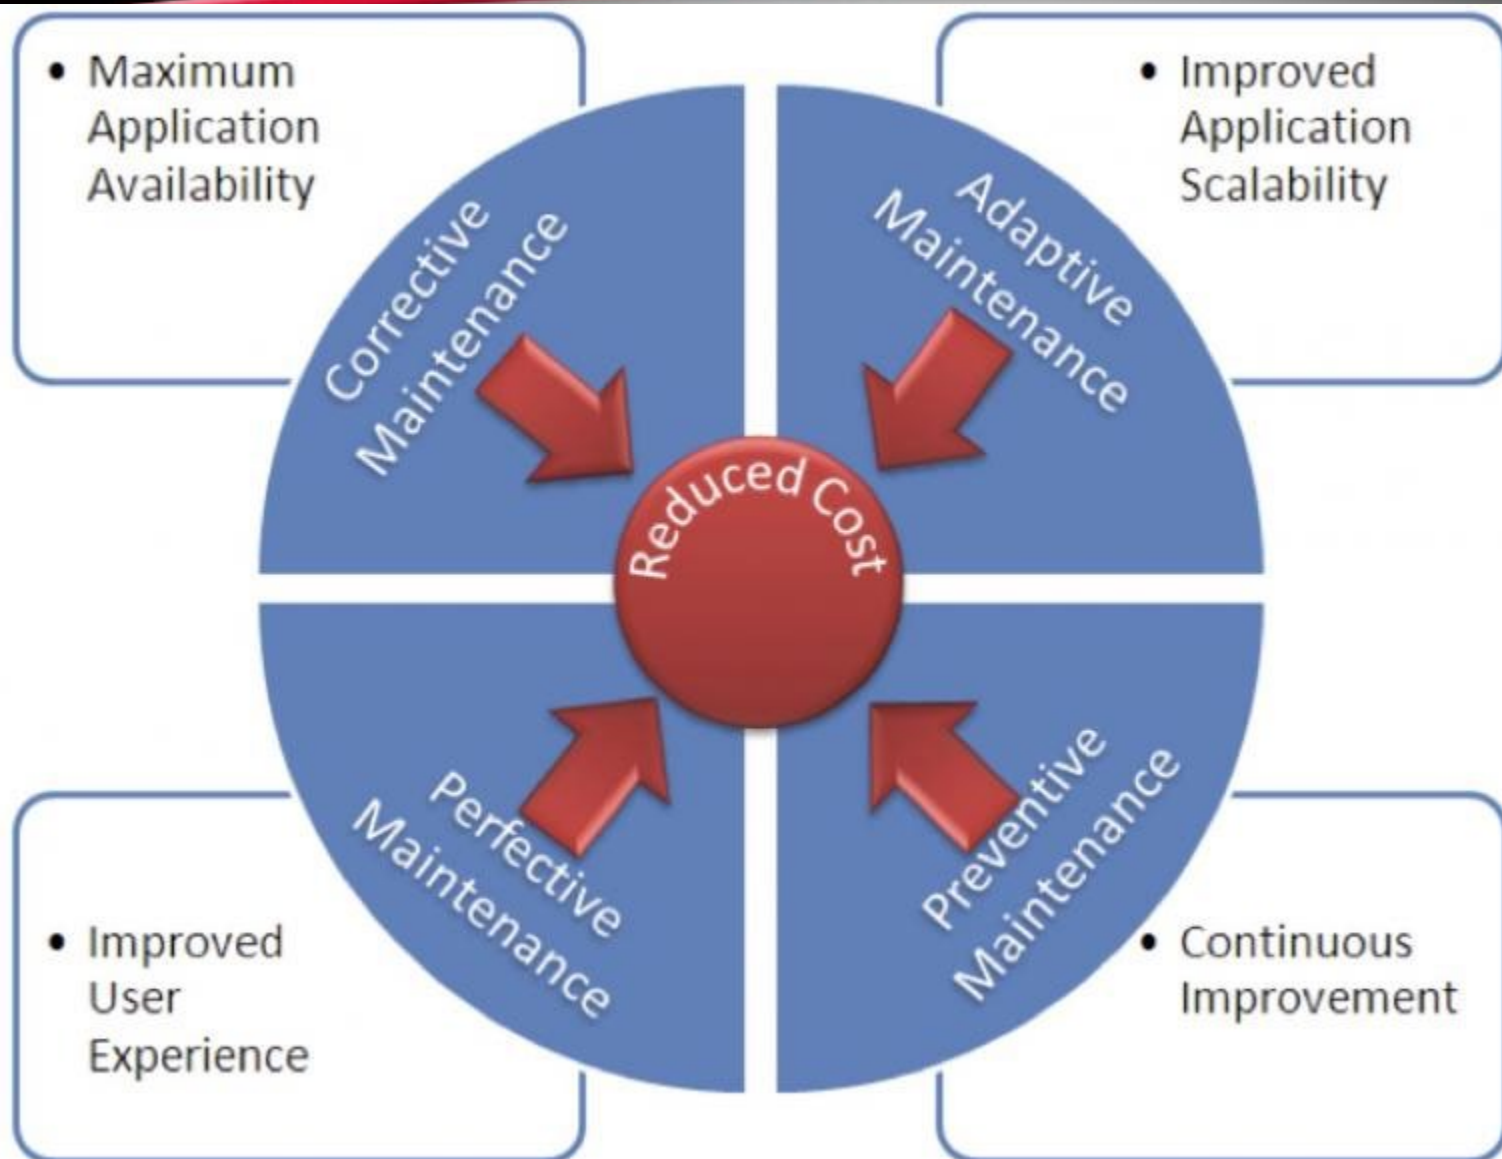 • Maximum
Application
Availability
• Improved
Application
Scalability
Corrective
Maintenance
Adaptive
Maintenance
Reduced Cost
Perfective
Maintenance
Preventive
Maintenance
• Improved
User
Experience
• Continuous
Improvement